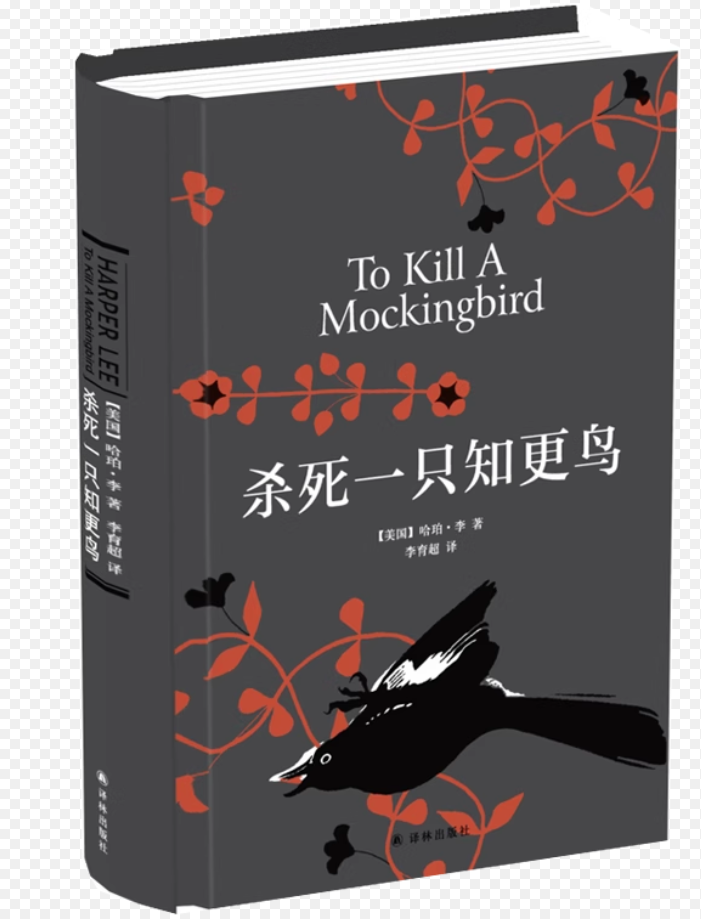 HARPER LEE
To Kill A Mockingbird
杀死一只知更鸟
【美国】哈珀·李 著 李育超 译
译林出版社
To Kill A
Mockingbird
杀死一只知更鸟
【美国】哈珀·李 著
李育超 译
译林出版社